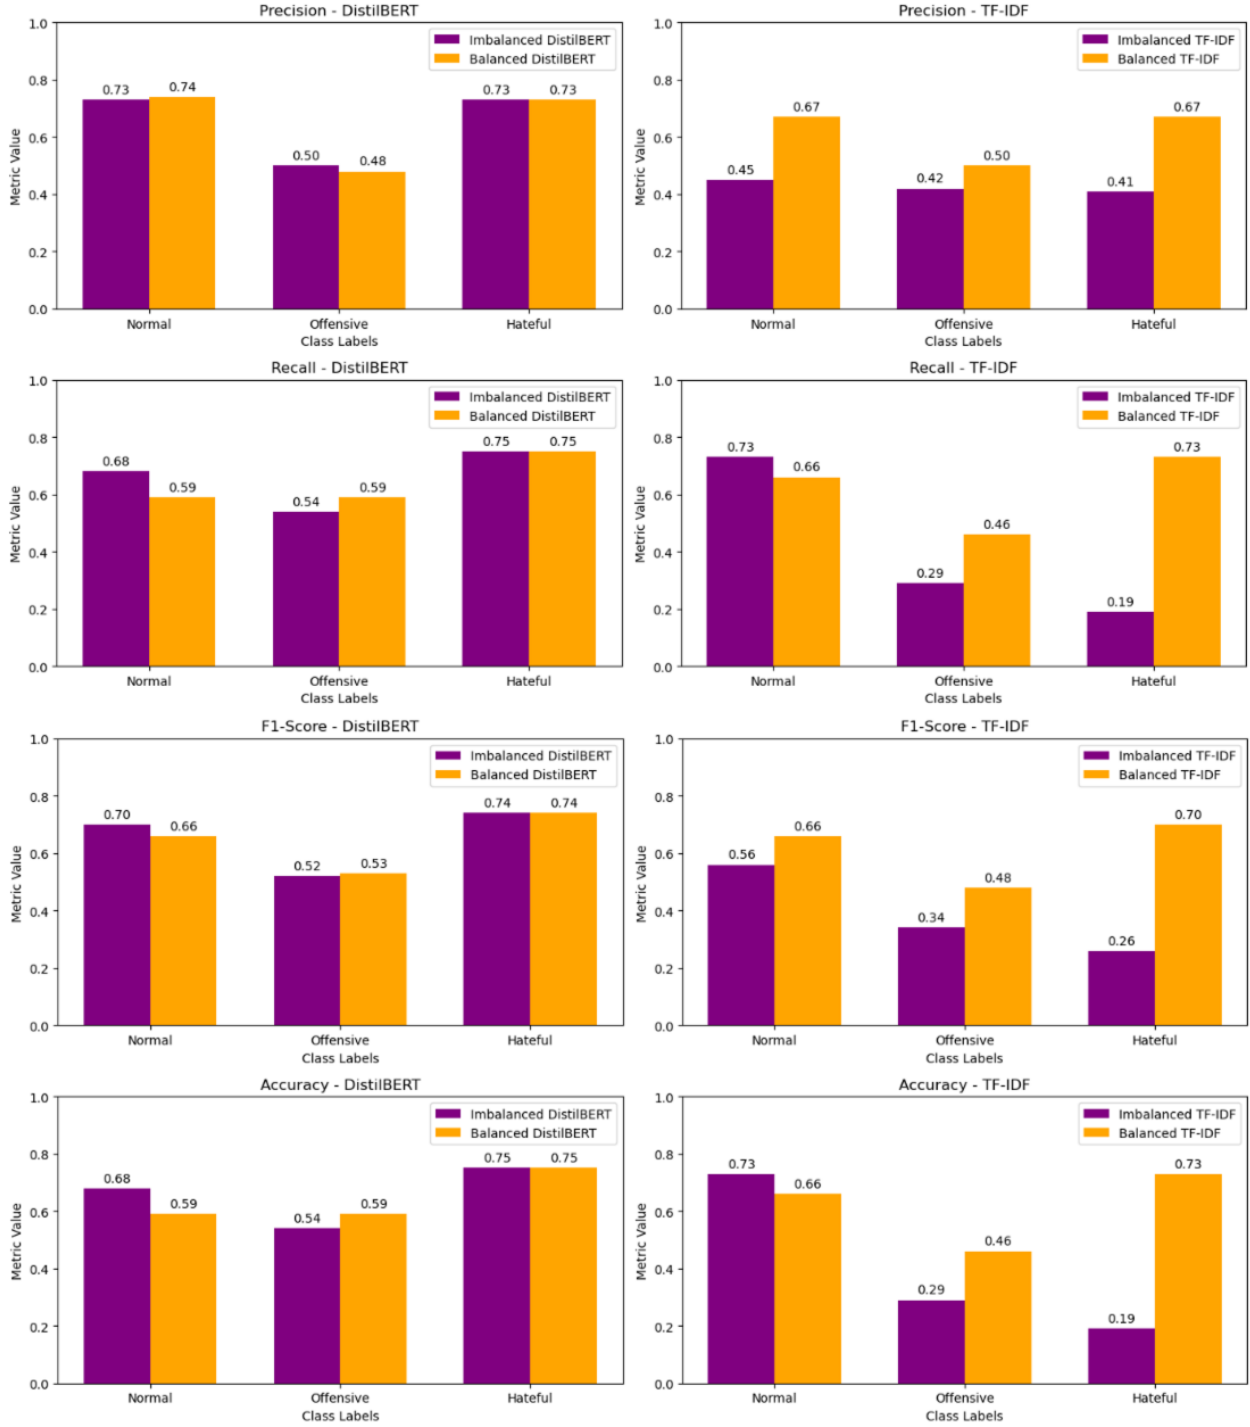 Precision - DistilBERT
Imbalanced DistilBERT
Balanced DistilBERT
Metric Value
1.0
0.8
0.6
0.4
0.2
0.0
0.73
0.74
0.50
0.48
0.73
0.73
Normal
Offensive
Hateful
Class Labels
Precision - TF-IDF
Imbalanced TF-IDF
Balanced TF-IDF
Metric Value
1.0
0.8
0.6
0.4
0.2
0.0
0.45
0.67
0.42
0.50
0.41
0.67
Normal
Offensive
Hateful
Class Labels
Recall - DistilBERT
Imbalanced DistilBERT
Balanced DistilBERT
Metric Value
1.0
0.8
0.6
0.4
0.2
0.0
0.68
0.59
0.54
0.59
0.75
0.75
Normal
Offensive
Hateful
Class Labels
Recall - TF-IDF
Imbalanced TF-IDF
Balanced TF-IDF
Metric Value
1.0
0.8
0.6
0.4
0.2
0.0
0.73
0.66
0.29
0.46
0.19
0.73
Normal
Offensive
Hateful
Class Labels
F1-Score - DistilBERT
Imbalanced DistilBERT
Balanced DistilBERT
Metric Value
1.0
0.8
0.6
0.4
0.2
0.0
0.70
0.66
0.52
0.53
0.74
0.74
Normal
Offensive
Hateful
Class Labels
F1-Score - TF-IDF
Imbalanced TF-IDF
Balanced TF-IDF
Metric Value
1.0
0.8
0.6
0.4
0.2
0.0
0.56
0.66
0.34
0.48
0.26
0.70
Normal
Offensive
Hateful
Class Labels
Accuracy - DistilBERT
Imbalanced DistilBERT
Balanced DistilBERT
Metric Value
1.0
0.8
0.6
0.4
0.2
0.0
0.68
0.59
0.54
0.59
0.75
0.75
Normal
Offensive
Hateful
Class Labels
Accuracy - TF-IDF
Imbalanced TF-IDF
Balanced TF-IDF
Metric Value
1.0
0.8
0.6
0.4
0.2
0.0
0.73
0.66
0.29
0.46
0.19
0.73
Normal
Offensive
Hateful
Class Labels